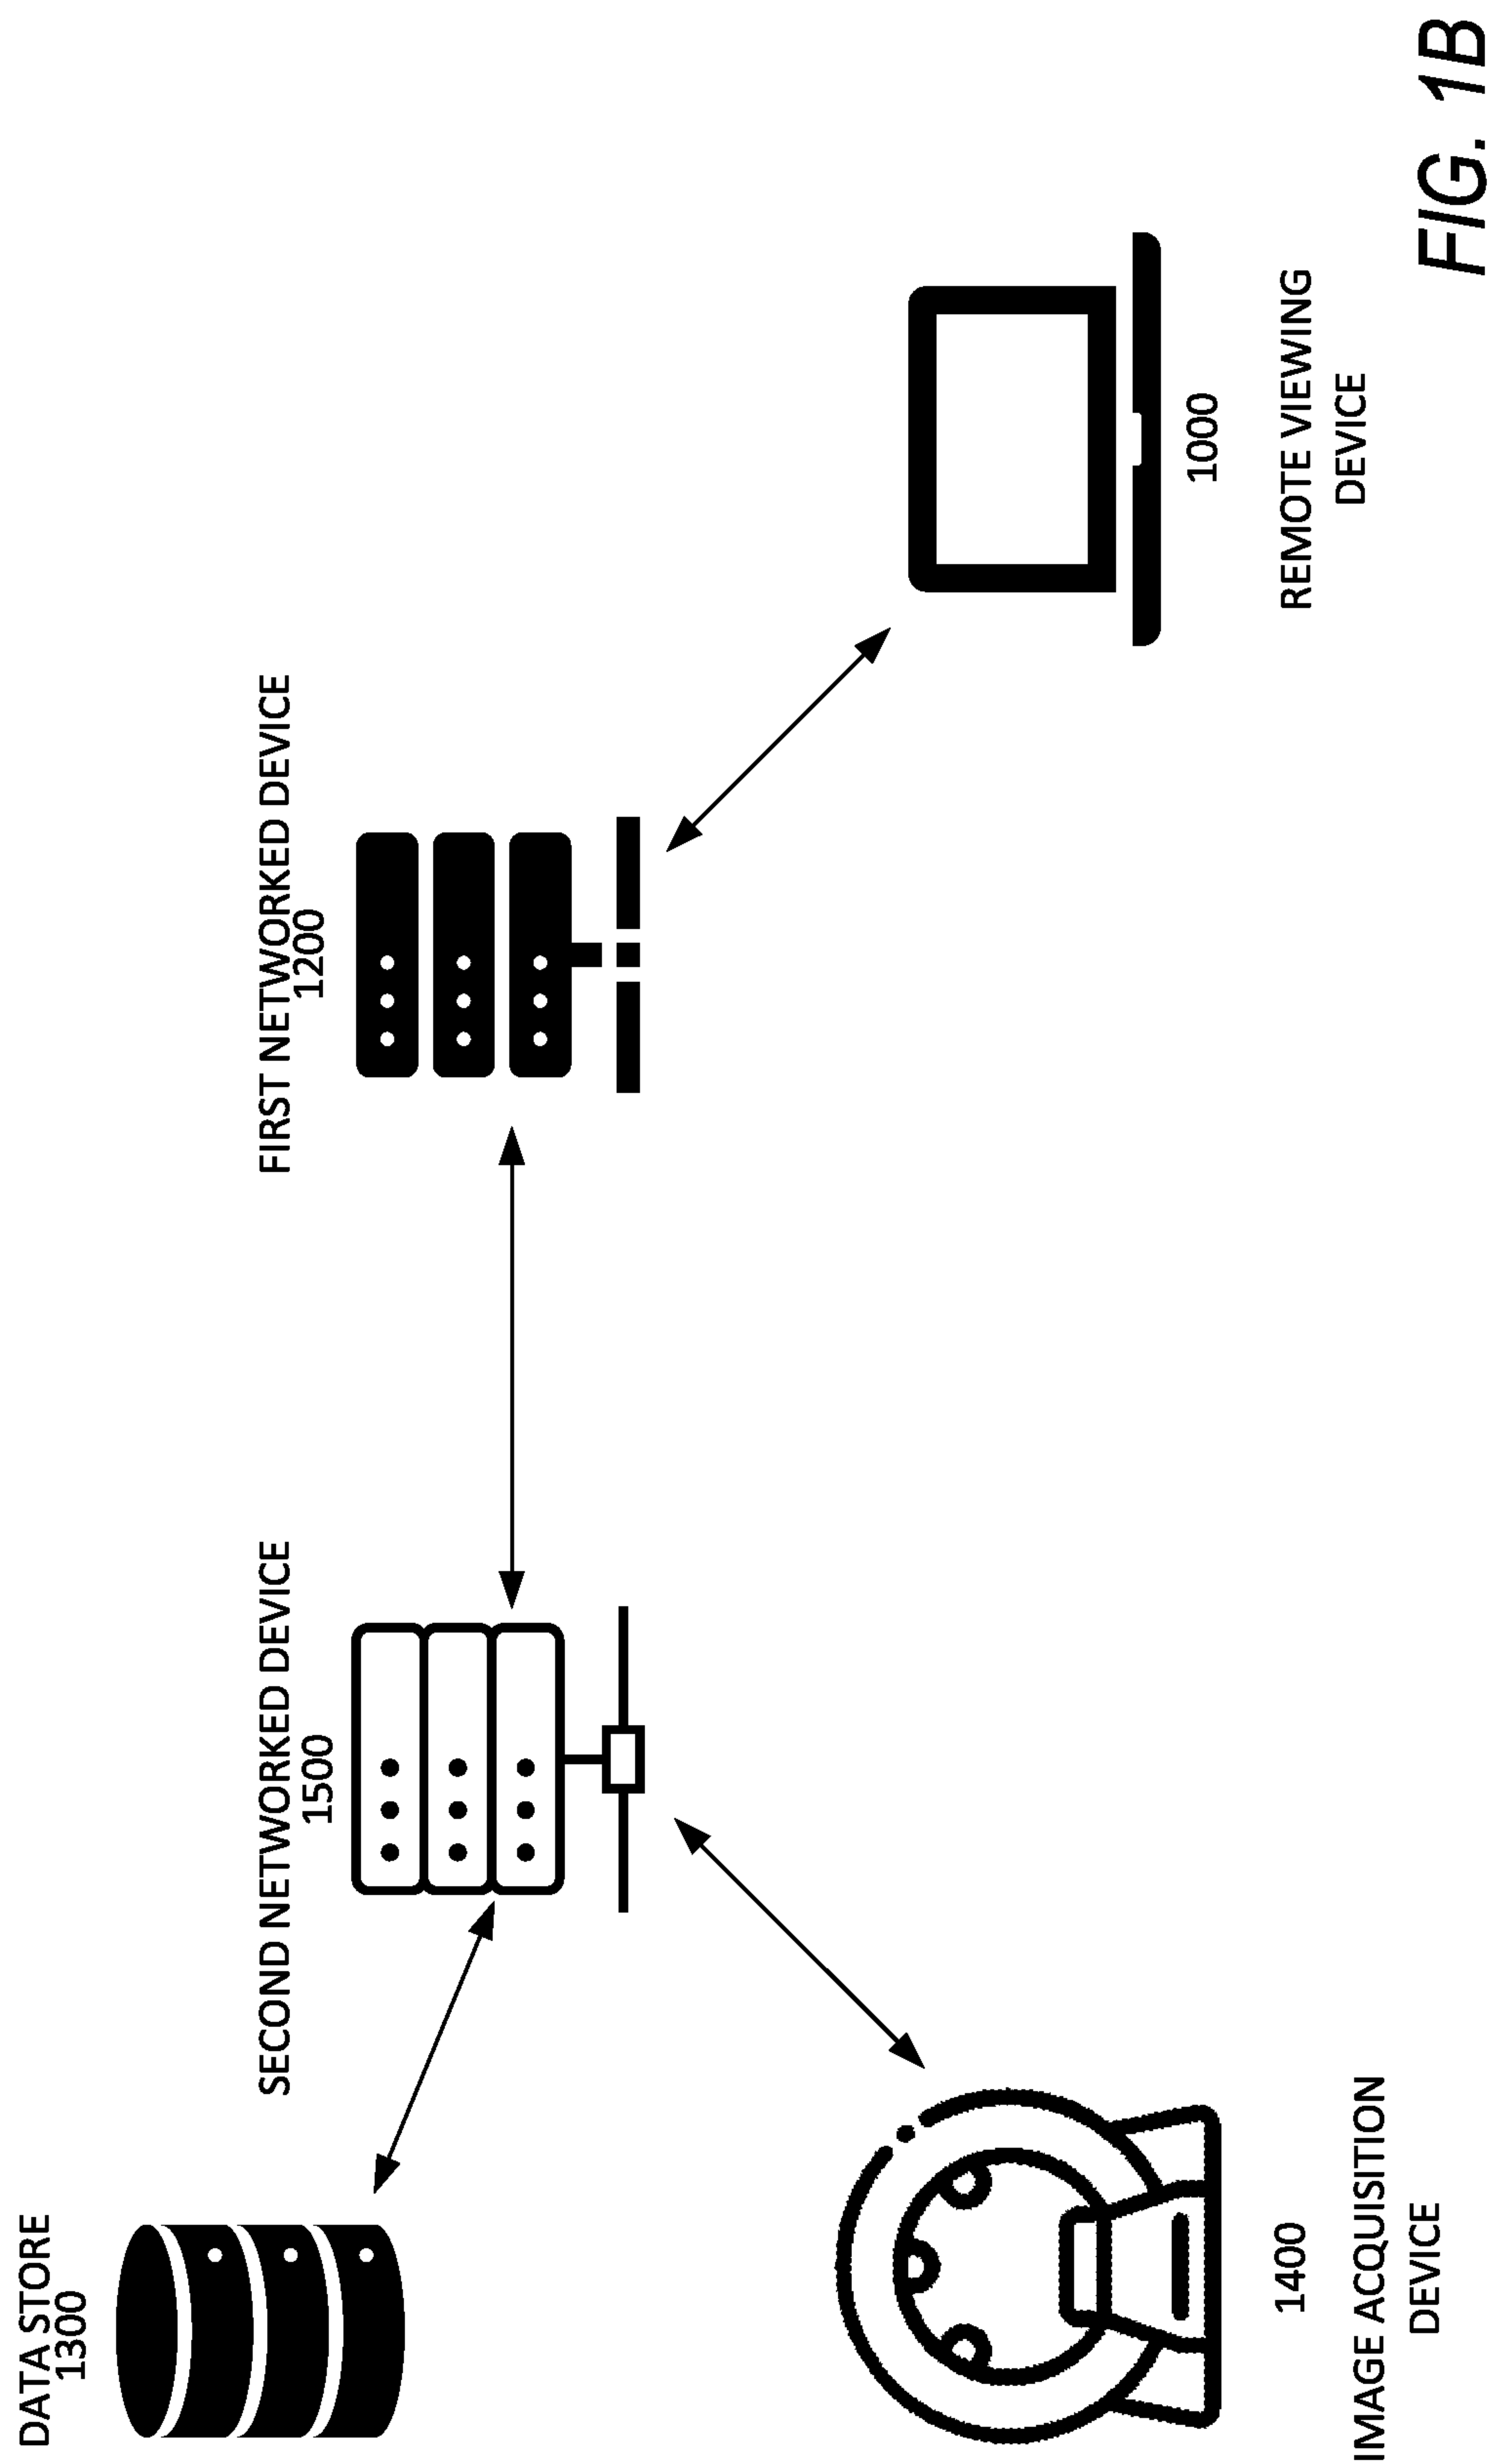 DATA STORE
1300
SECOND NETWORKED DEVICE
1500
FIRST NETWORKED DEVICE
1200
1400
IMAGE ACQUISITION
DEVICE
1000
REMOTE VIEWING
DEVICE
FIG. 1B